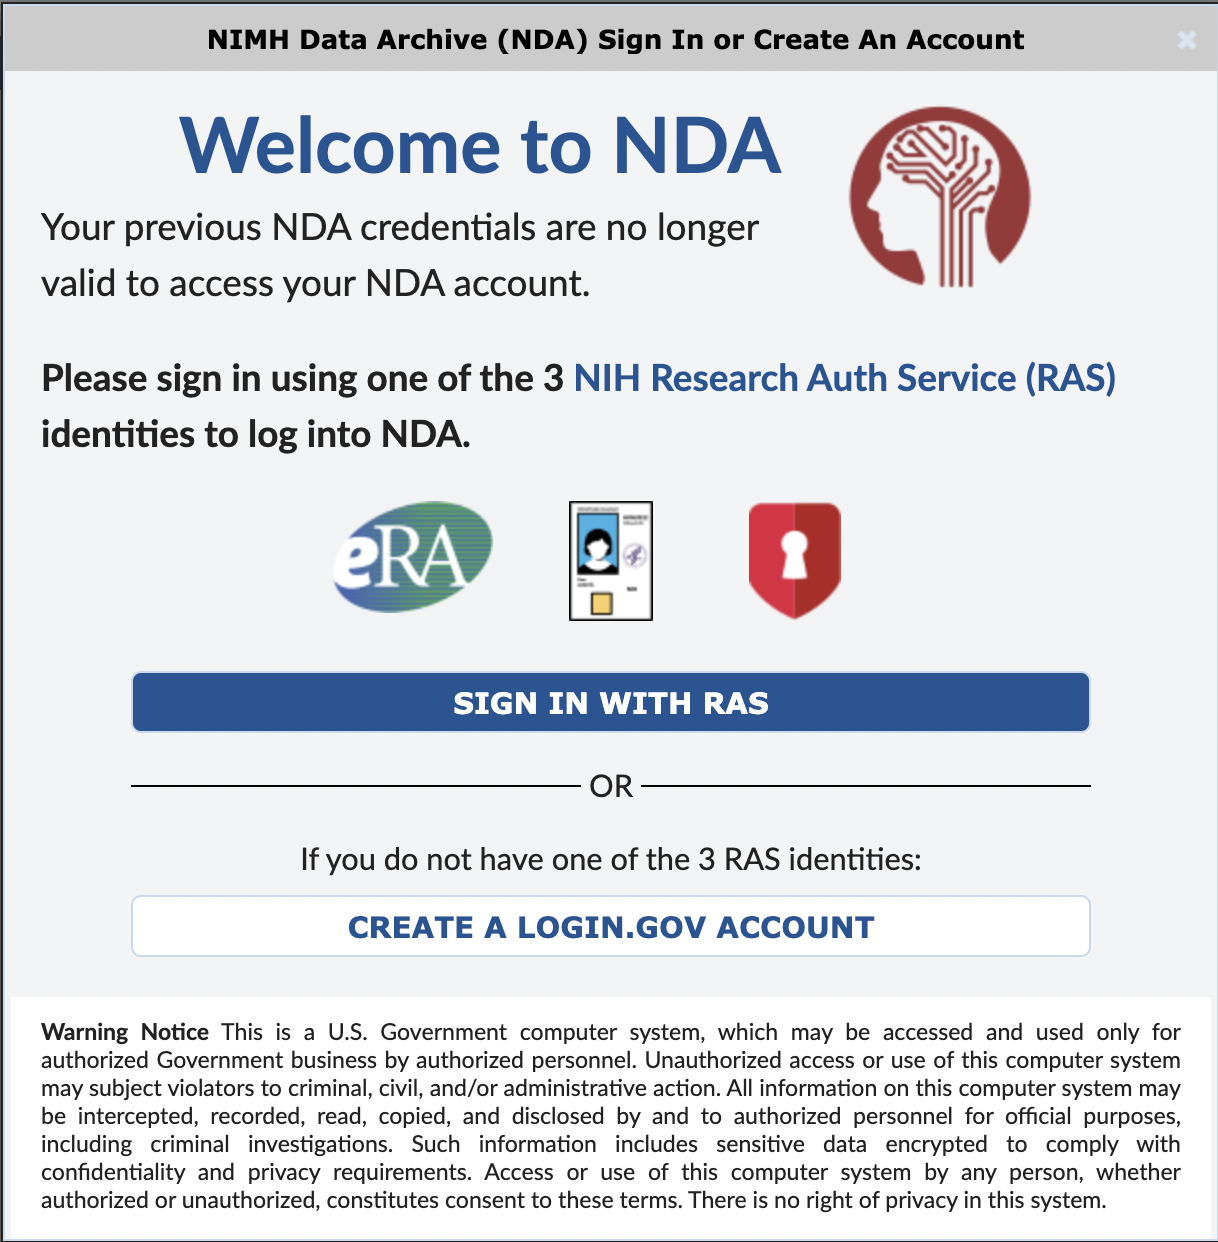 NIMH Data Archive (NDA) Sign In or Create An Account
Welcome to NDA
Your previous NDA credentials are no longer
valid to access your NDA account.
Please sign in using one of the 3 NIH Research Auth Service (RAS)
identities to log into NDA.
eRA
SIGN IN WITH RAS
OR
If you do not have one of the 3 RAS identities:
CREATE A LOGIN.GOV ACCOUNT
Warning Notice This is a U.S. Government computer system, which may be accessed and used only for
authorized Government business by authorized personnel. Unauthorized access or use of this computer system
may subject violators to criminal, civil, and/or administrative action. All information on this computer system may
be intercepted, recorded, read, copied, and disclosed by and to authorized personnel for official purposes,
including criminal investigations. Such information includes sensitive data encrypted to comply with
confidentiality and privacy requirements. Access or use of this computer system by any person, whether
authorized or unauthorized, constitutes consent to these terms. There is no right of privacy in this system.